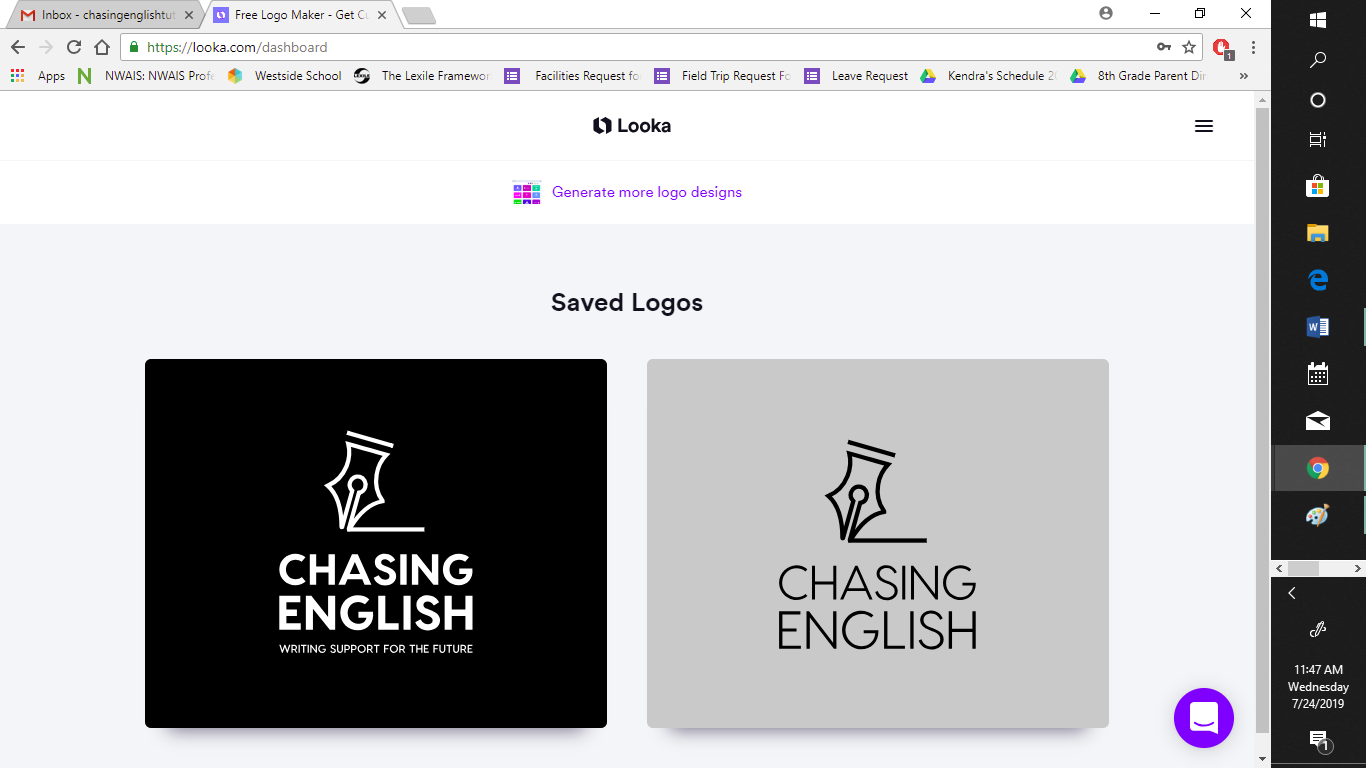 Inbox - chasingenglishtut
Free Logo Maker - Get Cu
https://looka.com/dashboard
Apps
NWAIS: NWAIS Profe
Westside School
The Lexile Framewor
Facilities Request fo
Field Trip Request Fo
Leave Request
Kendra's Schedule 20
8th Grade Parent Dir
»
1
Looka
Generate more logo designs
Saved Logos
CHASING
ENGLISH
WRITING SUPPORT FOR THE FUTURE
CHASING
ENGLISH
11:47 AM
Wednesday
7/24/2019
1